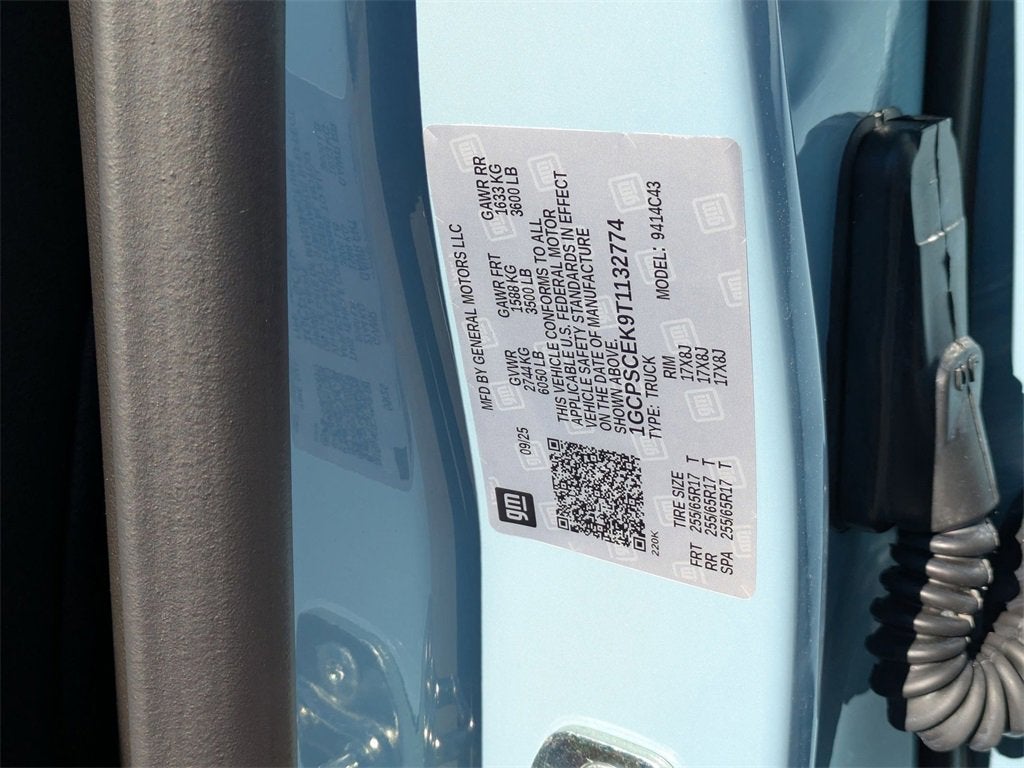 gm
MFD BY GENERAL MOTORS LLC
09/25
GVWR GAWR FRT GAWR RR
2744 KG 1588 KG 1633 KG
6050 LB 3500 LB 3600 LB
THIS VEHICLE CONFORMS TO ALL
APPLICABLE U.S. FEDERAL MOTOR
VEHICLE SAFETY STANDARDS IN EFFECT
ON THE DATE OF MANUFACTURE
SHOWN ABOVE.
1GCPSCEK9T1132774
TYPE: TRUCK MODEL: 9414C43
220K
TIRE SIZE RIM
FRT 255/65R17 T 17X8J
RR 255/65R17 T 17X8J
SPA 255/65R17 T 17X8J